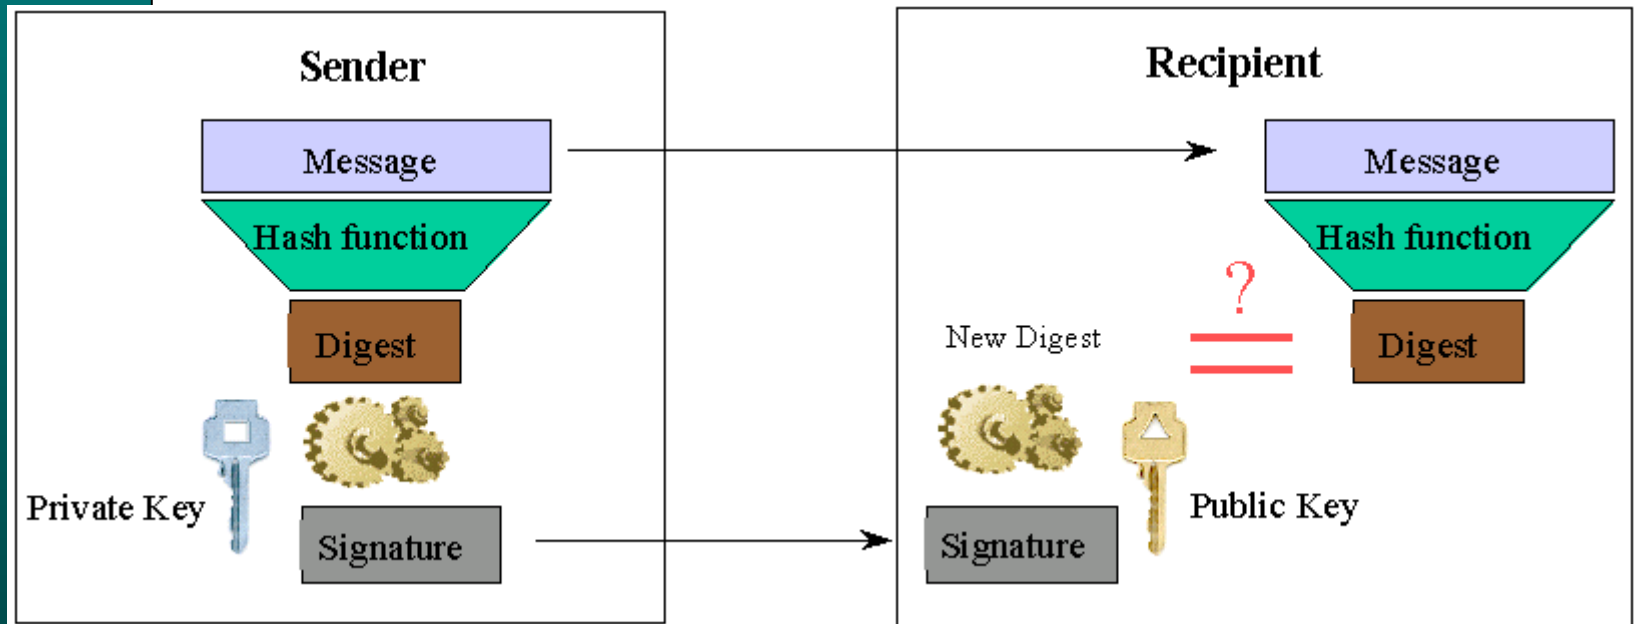 Sender
Message
Hash function
Digest
Private Key
Signature
Recipient
Message
Hash function
?
New Digest
Digest
Public Key
Signature